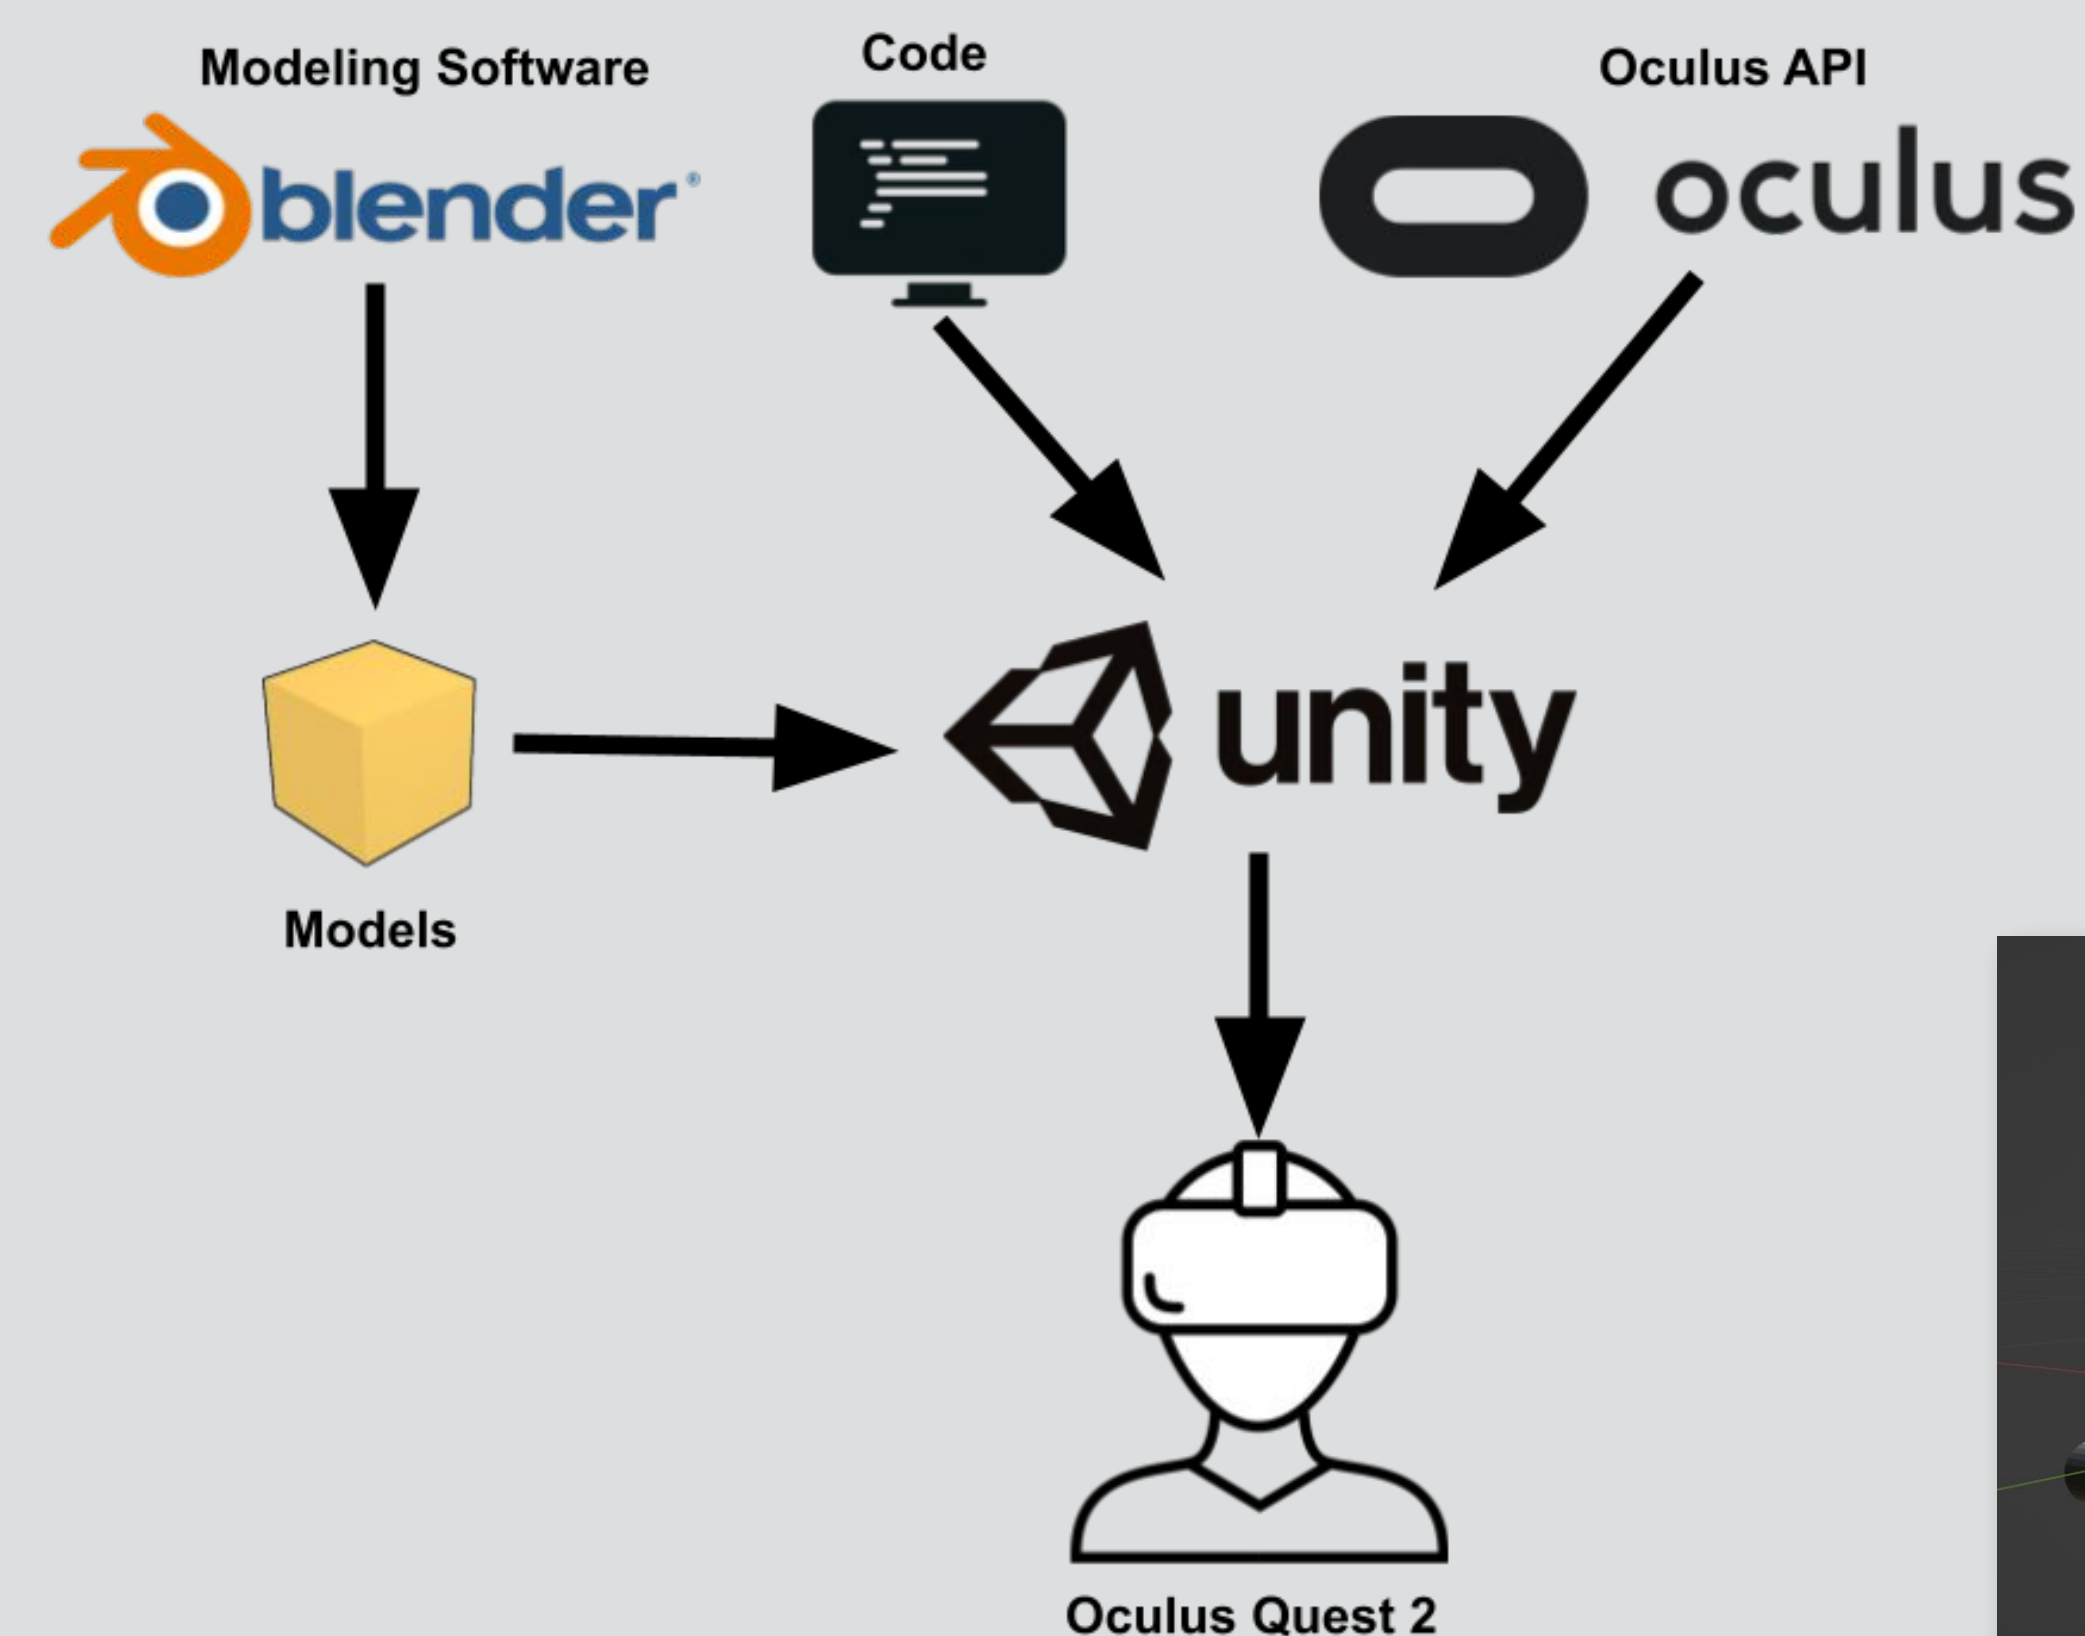 Modeling Software
Code
Oculus API
blender®
oculus
unity
Models
Oculus Quest 2